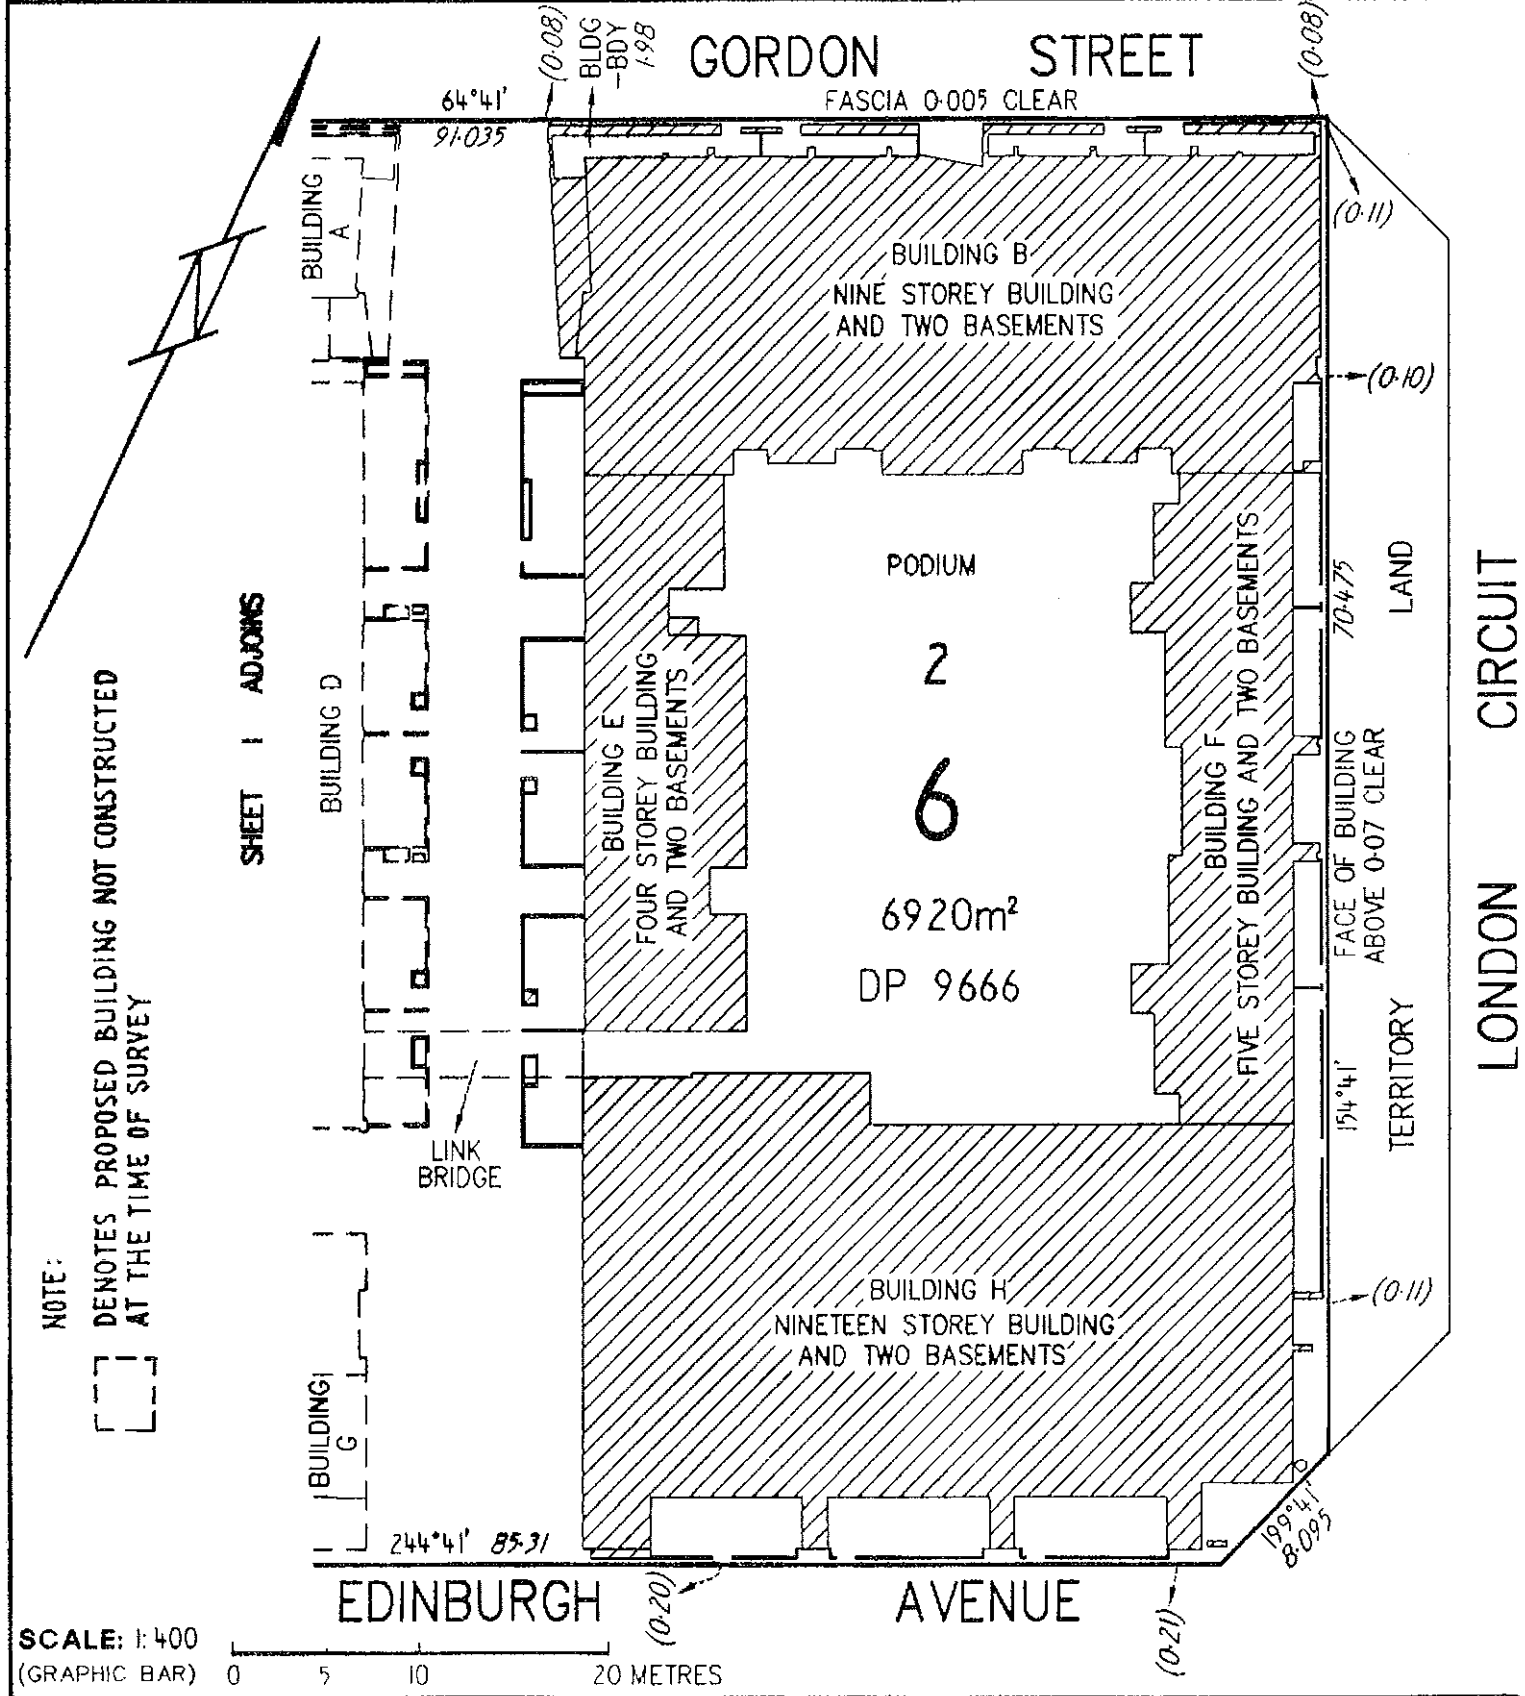 GORDON STREET
(0·08)
BLDG
-BDY
1·98
(0·08)
64°41'
91·035
FASCIA 0·005 CLEAR
(0·11)
BUILDING
A
BUILDING B
NINE STOREY BUILDING
AND TWO BASEMENTS
(0·10)
SHEET 1 ADJOINS
BUILDING D
PODIUM
2
6
6920m²
DP 9666
BUILDING E
FOUR STOREY BUILDING
AND TWO BASEMENTS
BUILDING F
FIVE STOREY BUILDING AND TWO BASEMENTS
154°41'
70·475
FACE OF BUILDING
ABOVE 0·07 CLEAR
TERRITORY LAND
LONDON CIRCUIT
LINK
BRIDGE
NOTE:
DENOTES PROPOSED BUILDING NOT CONSTRUCTED
AT THE TIME OF SURVEY
BUILDING H
NINETEEN STOREY BUILDING
AND TWO BASEMENTS
(0·11)
BUILDING
G
244°41' 85·31
199°41'
8·095
EDINBURGH AVENUE
(0·20)
(0·21)
SCALE: 1:400
(GRAPHIC BAR)
0 5 10 20 METRES